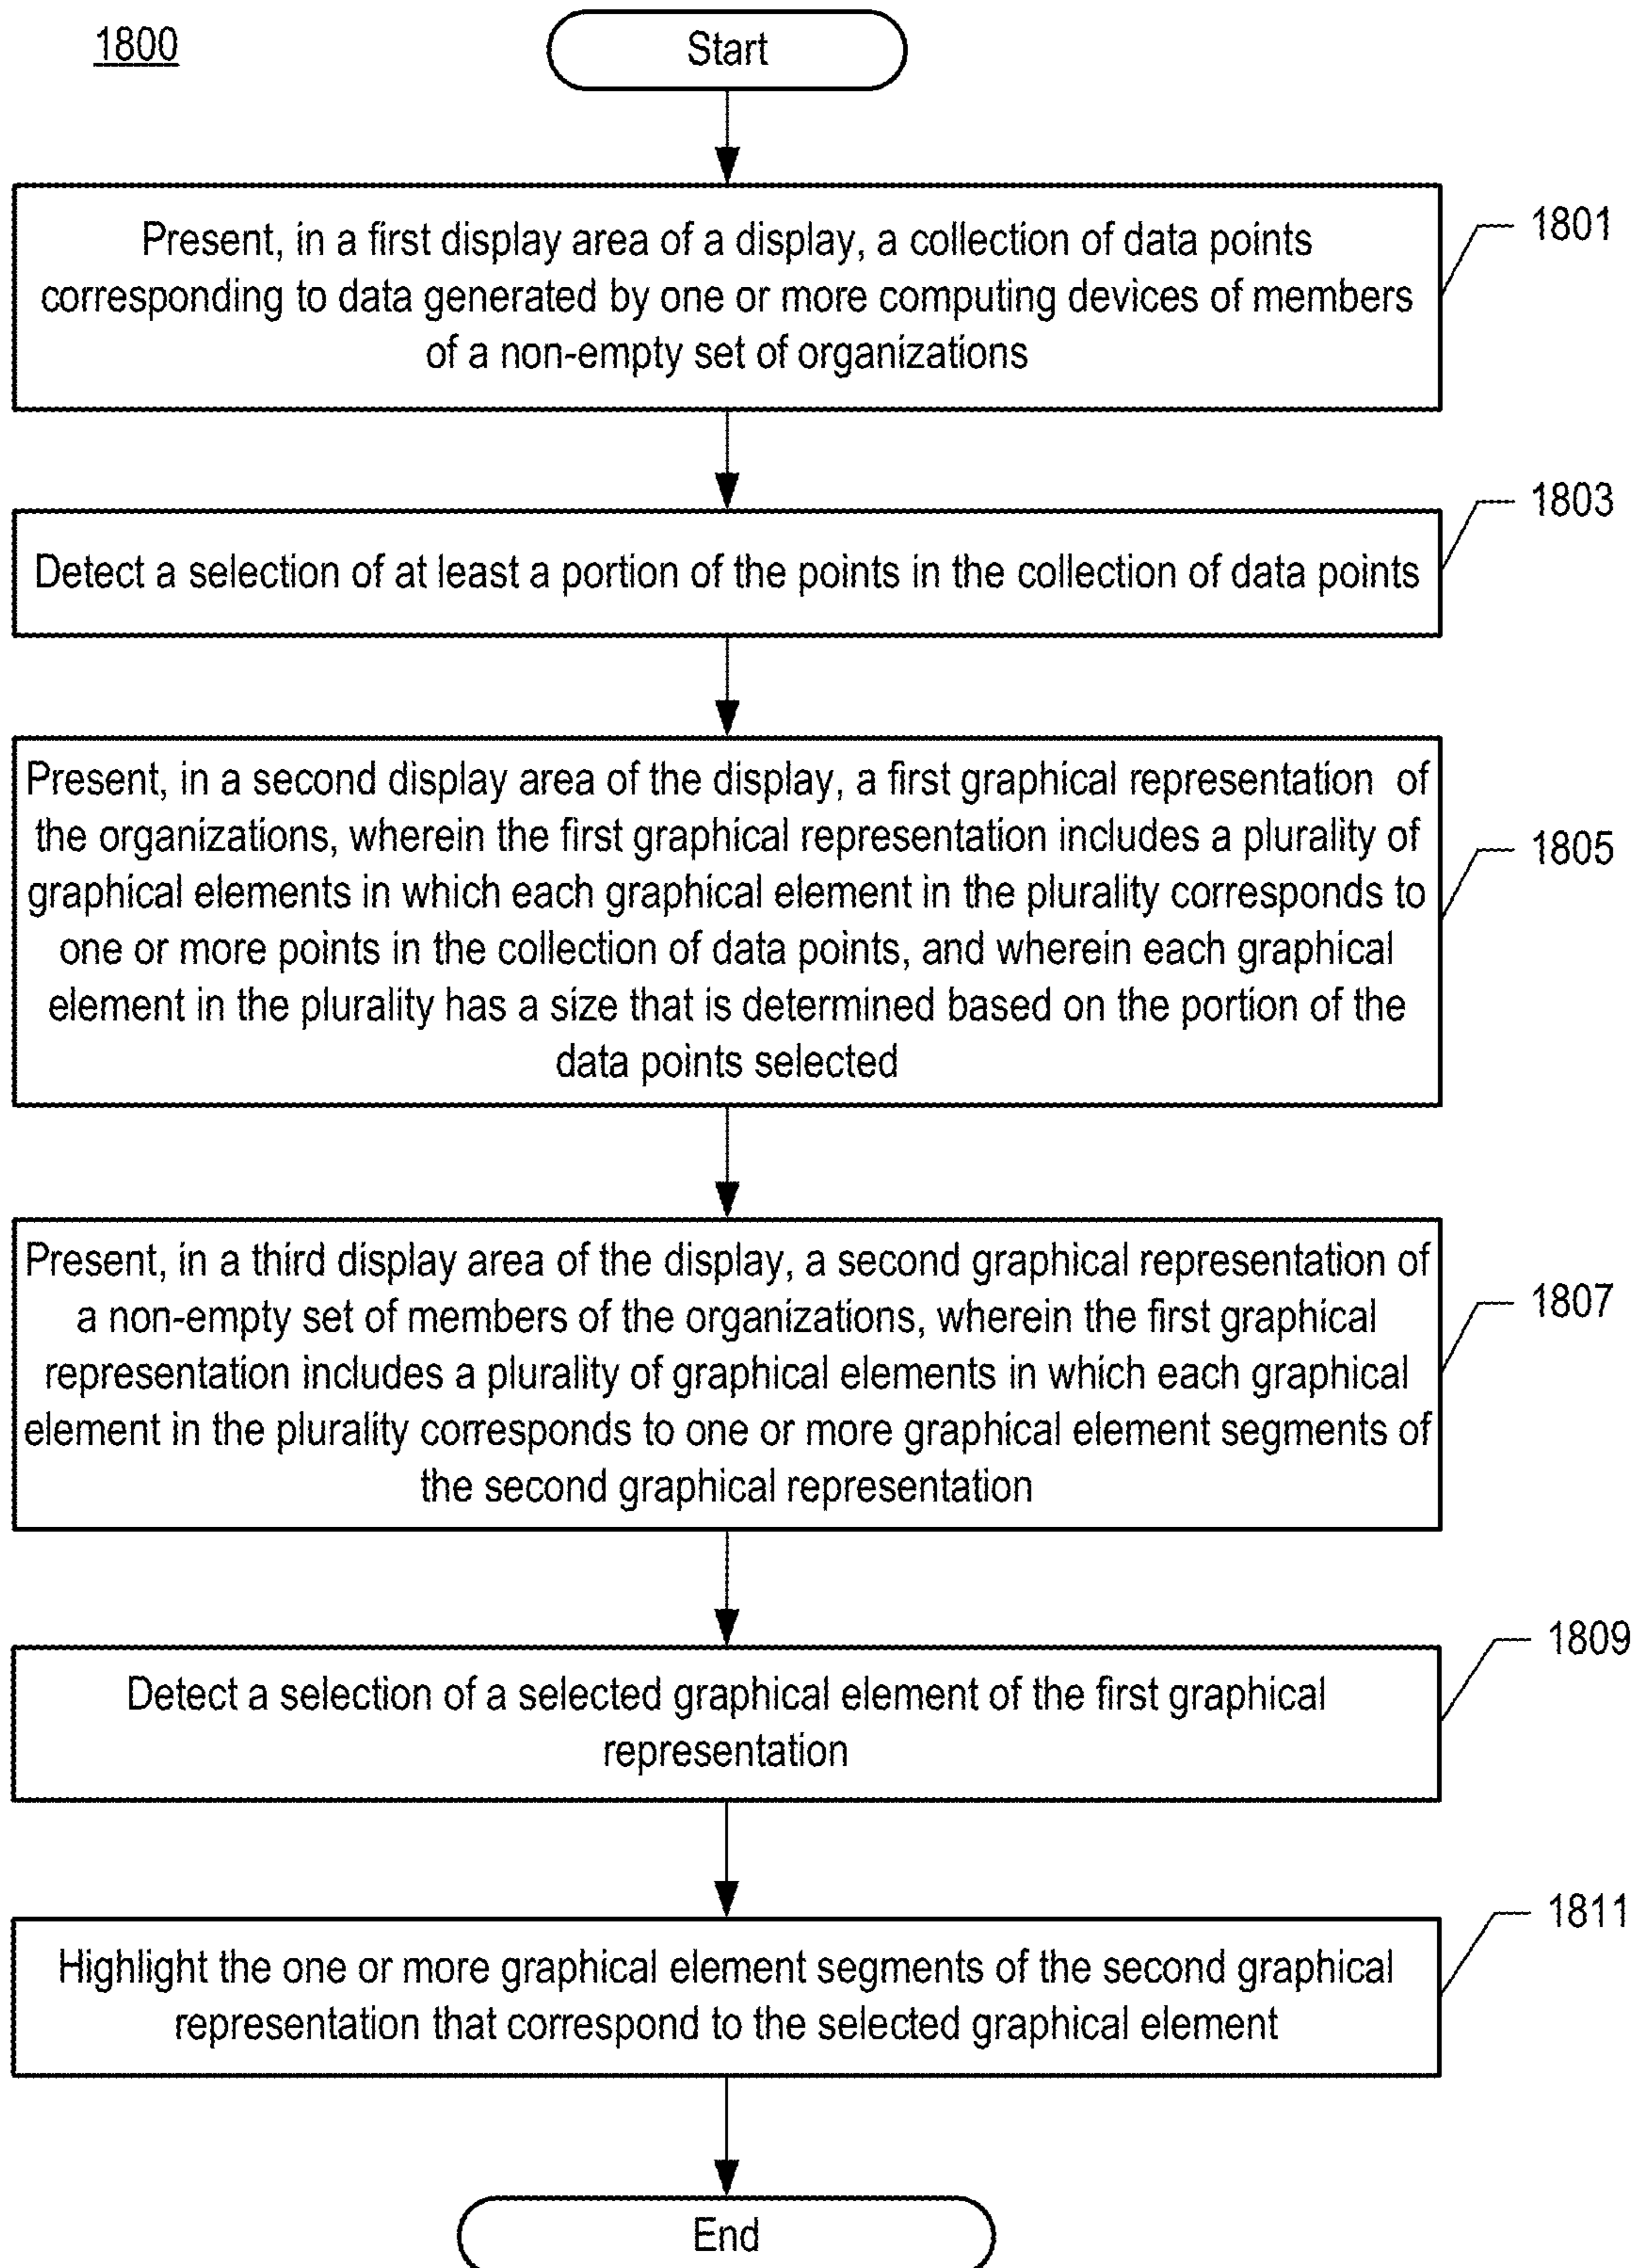 1800
Start
Present, in a first display area of a display, a collection of data points
corresponding to data generated by one or more computing devices of members
of a non-empty set of organizations
1801
Detect a selection of at least a portion of the points in the collection of data points
1803
Present, in a second display area of the display, a first graphical representation of
the organizations, wherein the first graphical representation includes a plurality of
graphical elements in which each graphical element in the plurality corresponds to
one or more points in the collection of data points, and wherein each graphical
element in the plurality has a size that is determined based on the portion of the
data points selected
1805
Present, in a third display area of the display, a second graphical representation of
a non-empty set of members of the organizations, wherein the first graphical
representation includes a plurality of graphical elements in which each graphical
element in the plurality corresponds to one or more graphical element segments of
the second graphical representation
1807
Detect a selection of a selected graphical element of the first graphical
representation
1809
Highlight the one or more graphical element segments of the second graphical
representation that correspond to the selected graphical element
1811
End